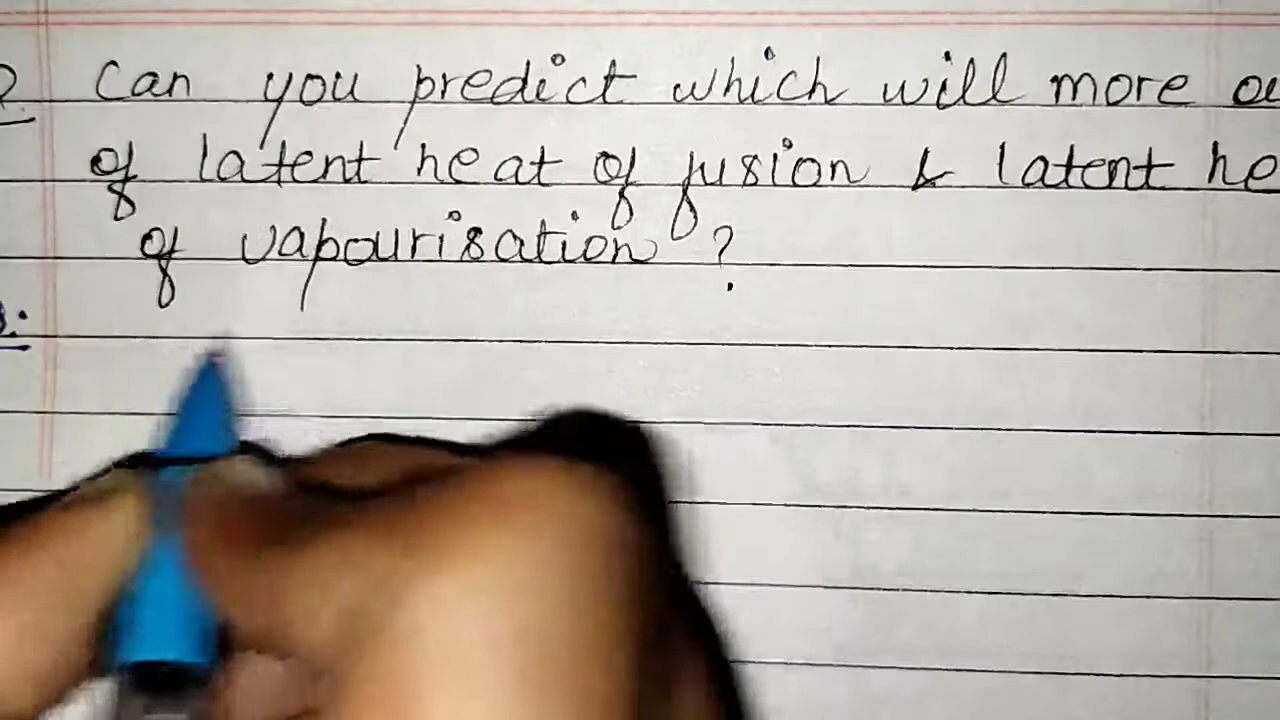 Can you predict which will more
of latent heat of fusion & latent
of vapourisation ?